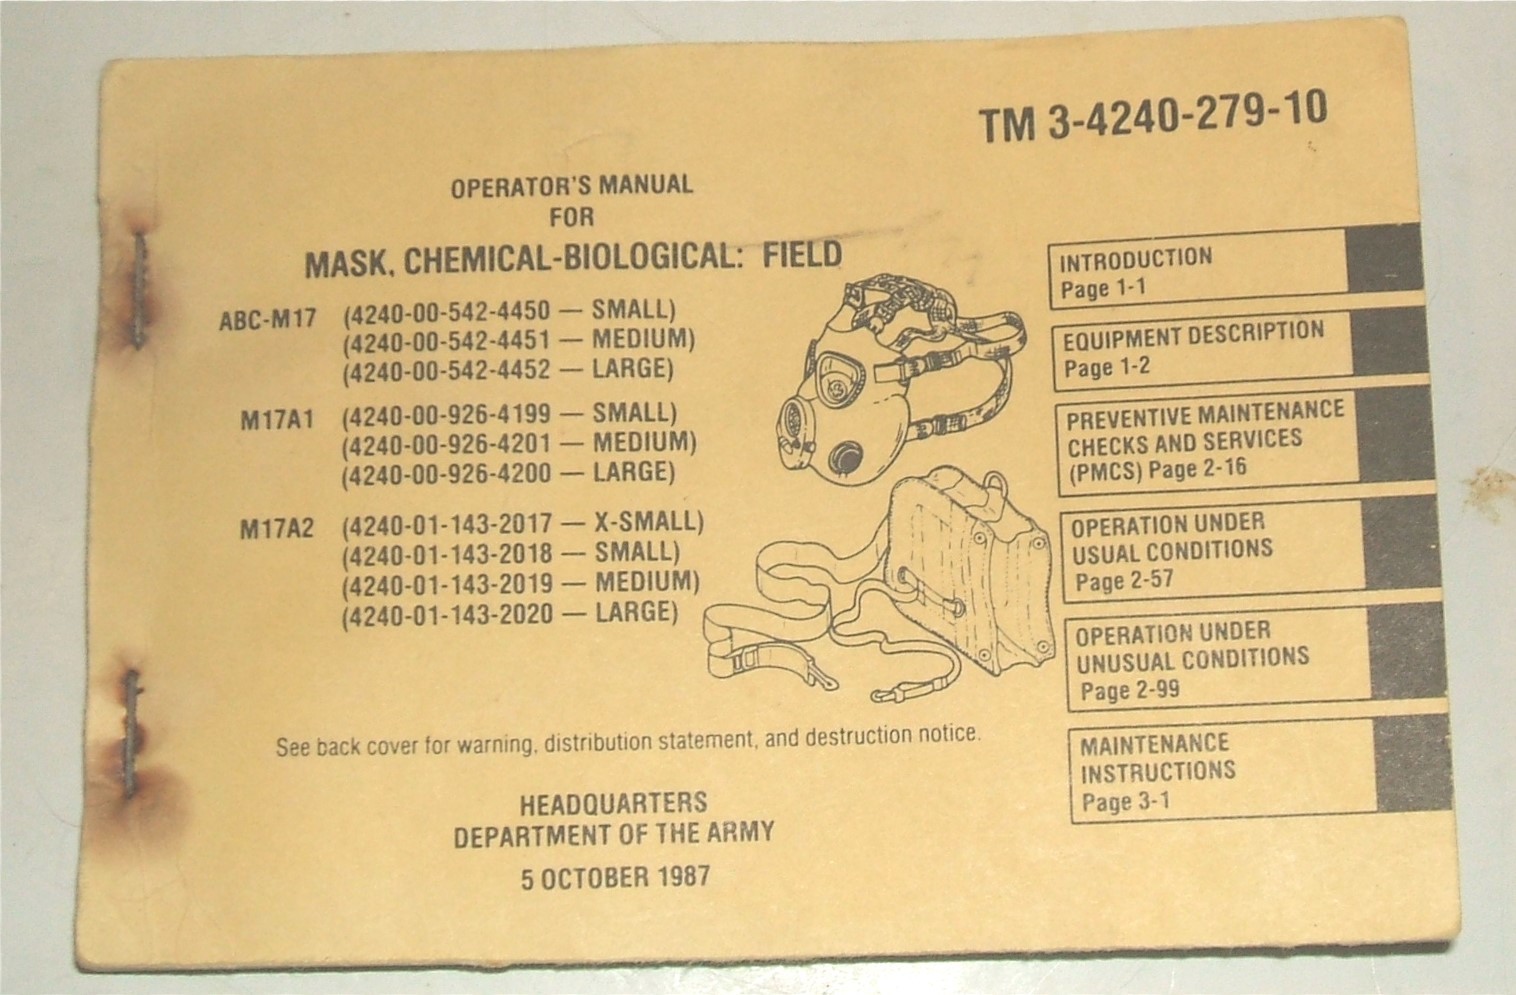 TM 3-4240-279-10
OPERATOR'S MANUAL
FOR
MASK, CHEMICAL-BIOLOGICAL: FIELD
ABC-M17 (4240-00-542-4450 — SMALL)
(4240-00-542-4451 — MEDIUM)
(4240-00-542-4452 — LARGE)
M17A1 (4240-00-926-4199 — SMALL)
(4240-00-926-4201 — MEDIUM)
(4240-00-926-4200 — LARGE)
M17A2 (4240-01-143-2017 — X-SMALL)
(4240-01-143-2018 — SMALL)
(4240-01-143-2019 — MEDIUM)
(4240-01-143-2020 — LARGE)
See back cover for warning, distribution statement, and destruction notice.
HEADQUARTERS
DEPARTMENT OF THE ARMY
5 OCTOBER 1987
INTRODUCTION
Page 1-1
EQUIPMENT DESCRIPTION
Page 1-2
PREVENTIVE MAINTENANCE
CHECKS AND SERVICES
(PMCS) Page 2-16
OPERATION UNDER
USUAL CONDITIONS
Page 2-57
OPERATION UNDER
UNUSUAL CONDITIONS
Page 2-99
MAINTENANCE
INSTRUCTIONS
Page 3-1